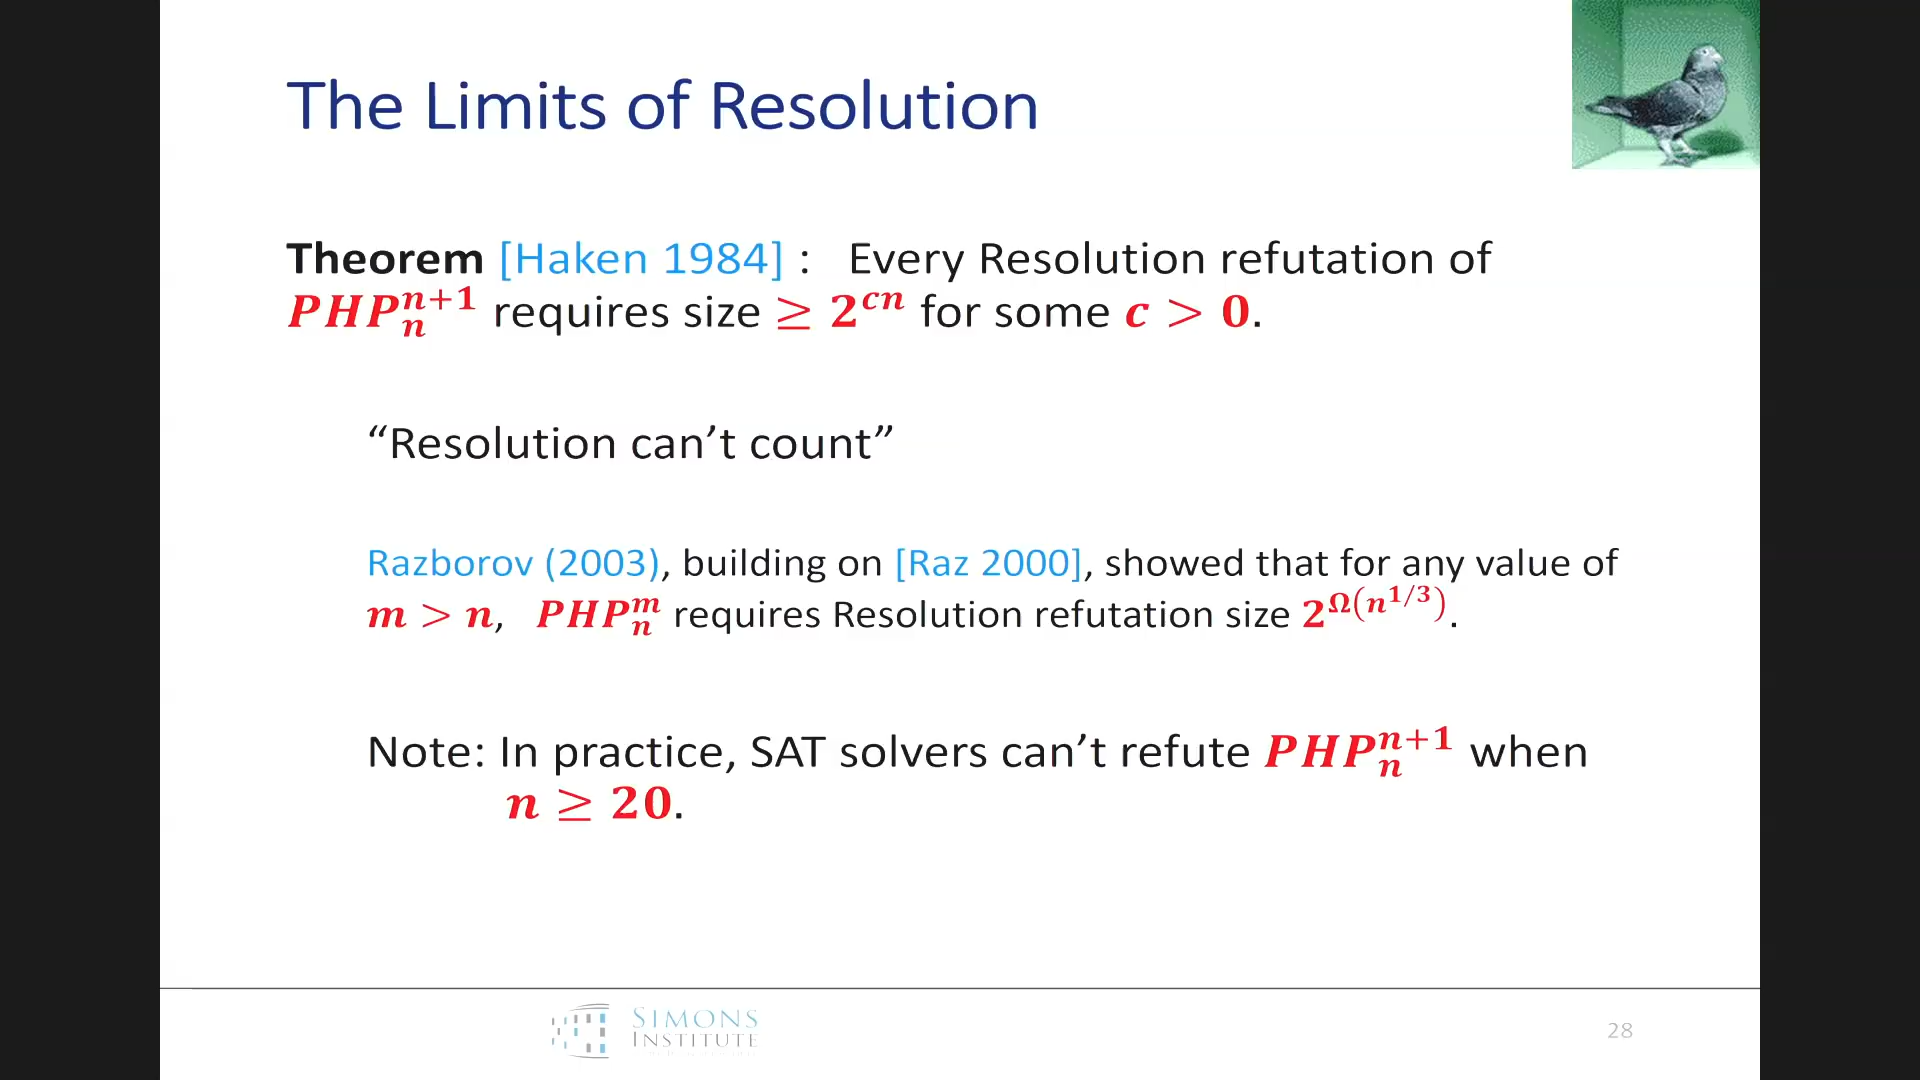 The Limits of Resolution
Theorem [Haken 1984] : Every Resolution refutation of
$PHP_n^{n+1}$ requires size $\geq 2^{cn}$ for some $c > 0$.
“Resolution can’t count”
Razborov (2003), building on [Raz 2000], showed that for any value of
$m > n$, $PHP_n^m$ requires Resolution refutation size $2^{\Omega(n^{1/3})}$.
Note: In practice, SAT solvers can’t refute $PHP_n^{n+1}$ when
$n \geq 20$.
SIMONS
INSTITUTE
28